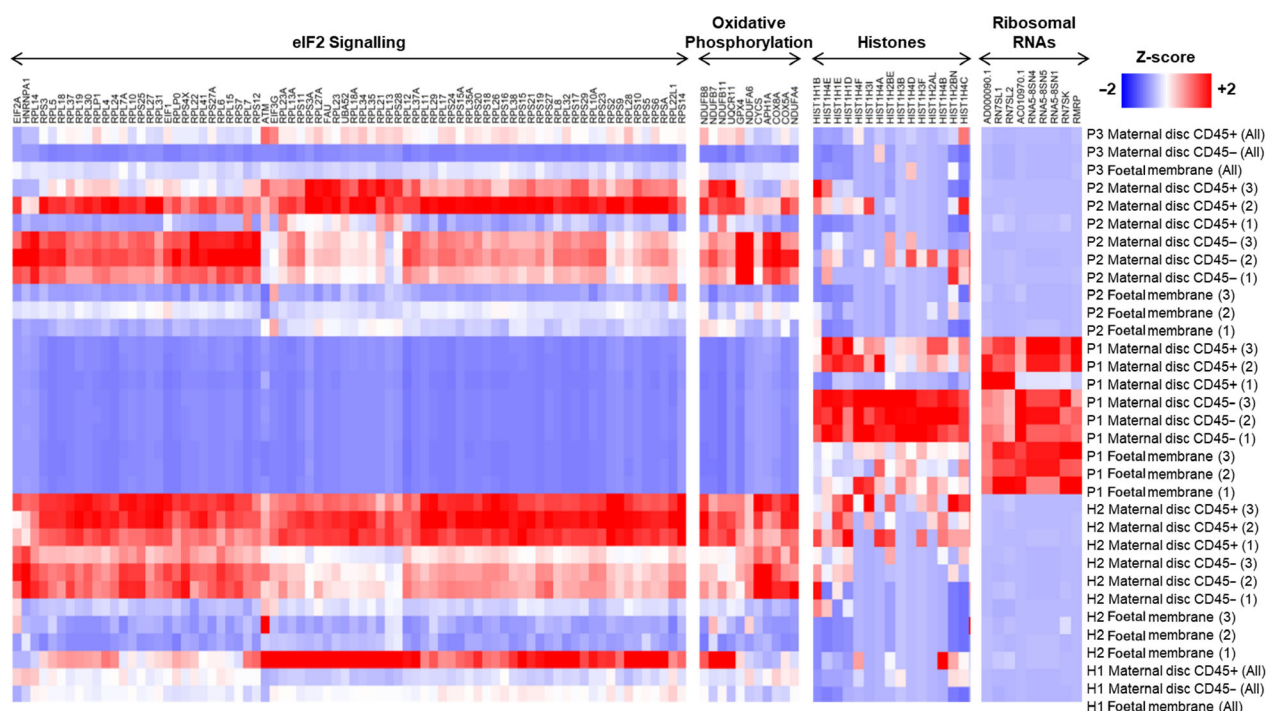 eIF2 Signalling
Oxidative
Phosphorylation
Histones
Ribosomal
RNAs
Z-score
−2
+2
EIF2A
HNRNPA1
RPL14
RPS3
RPL5
RPL18
RPL37
RPL19
RPL30
RPLP1
RPL4
RPL24
RPL7A
RPL10
RPS25
RPL27
RPL31
EIF1
RPLP0
RPS4X
RPL22
RPL41
RPS27A
RPL6
RPL15
RPS7
RPL7
RPS12
ATM
EIF3G
RPL23A
RPL13A
RPS11
RPL3
RPL27A
FAU
RPL23
UBA52
RPL18A
RPL34
RPL35
RPL21
RPL13
RPS28
RPL12
RPL37A
RPL11
RPL29
RPL17
RPS24
RPS15A
RPL35A
RPS18
RPL26
RPS16
RPL38
RPS15
RPS21
RPS19
RPS27
RPL8
RPL32
RPS17
RPS29
RPL10A
RPS23
RPS2
RPL28
RPS10
RPS5
RPS6
RPSA
RPL22L1
RPS14
NDUFB8
NDUFB7
NDUFB11
UQCR11
GPX4
NDUFA6
CYCS
APH1A
COX8A
COX5A
NDUFA4
HIST1H1B
HIST1H4E
HIST1H1E
HIST1H1D
HIST1H4F
HIST1H3I
HIST1H4A
HIST1H2BE
HIST1H3B
HIST1H4D
HIST1H3F
HIST1H2AL
HIST1H4B
HIST1H2BN
HIST1H4C
AD000090.1
RN7SL1
RN7SL2
AC010970.1
RNA5-8SN4
RNA5-8SN5
RNA5-8SN1
RN7SK
RMRP
P3 Maternal disc CD45+ (All)
P3 Maternal disc CD45− (All)
P3 Foetal membrane (All)
P2 Maternal disc CD45+ (3)
P2 Maternal disc CD45+ (2)
P2 Maternal disc CD45+ (1)
P2 Maternal disc CD45− (3)
P2 Maternal disc CD45− (2)
P2 Maternal disc CD45− (1)
P2 Foetal membrane (3)
P2 Foetal membrane (2)
P2 Foetal membrane (1)
P1 Maternal disc CD45+ (3)
P1 Maternal disc CD45+ (2)
P1 Maternal disc CD45+ (1)
P1 Maternal disc CD45− (3)
P1 Maternal disc CD45− (2)
P1 Maternal disc CD45− (1)
P1 Foetal membrane (3)
P1 Foetal membrane (2)
P1 Foetal membrane (1)
H2 Maternal disc CD45+ (3)
H2 Maternal disc CD45+ (2)
H2 Maternal disc CD45+ (1)
H2 Maternal disc CD45− (3)
H2 Maternal disc CD45− (2)
H2 Maternal disc CD45− (1)
H2 Foetal membrane (3)
H2 Foetal membrane (2)
H2 Foetal membrane (1)
H1 Maternal disc CD45+ (All)
H1 Maternal disc CD45− (All)
H1 Foetal membrane (All)